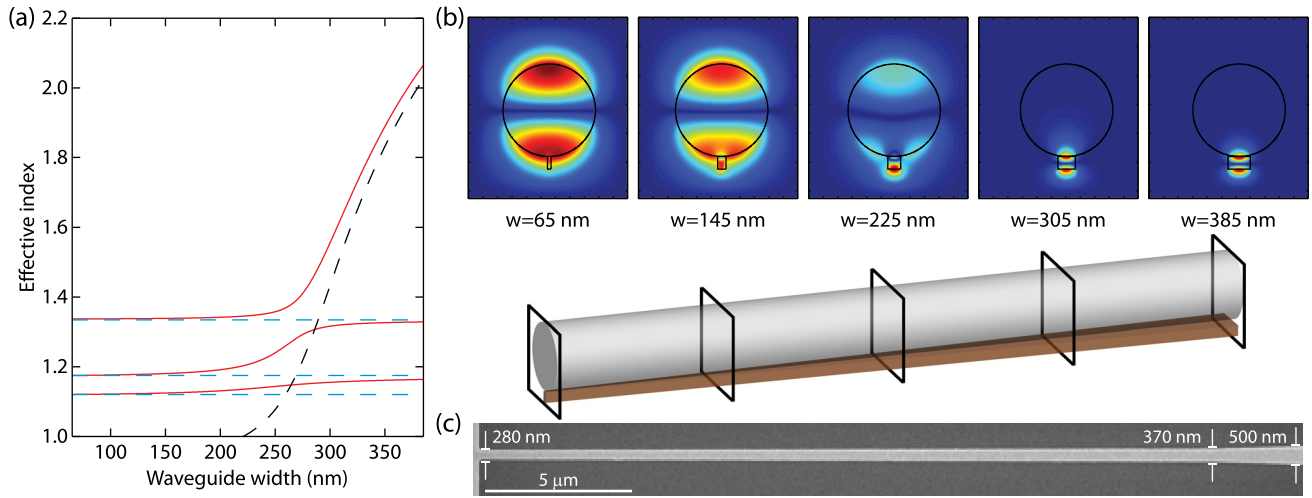 (a)
2.2
2.0
1.8
1.6
1.4
1.2
1.0
Effective index
100 150 200 250 300 350
Waveguide width (nm)
(b)
w=65 nm w=145 nm w=225 nm w=305 nm w=385 nm
(c)
280 nm 370 nm 500 nm
5 μm